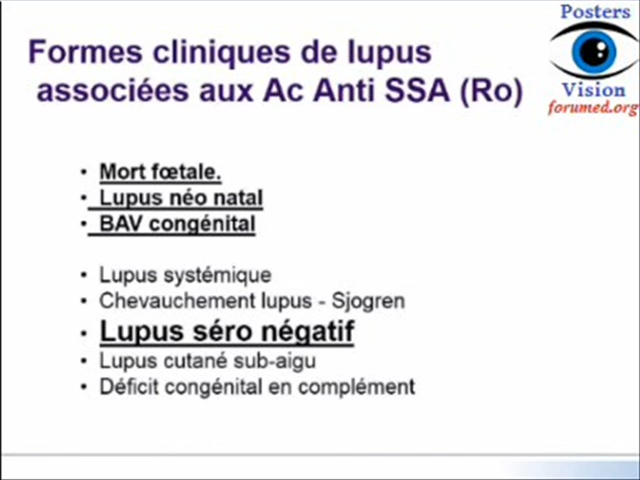 Posters
Vision
forumed.org
Formes cliniques de lupus
associées aux Ac Anti SSA (Ro)
• Mort fœtale.
• Lupus néo natal
• BAV congénital
• Lupus systémique
• Chevauchement lupus - Sjogren
• Lupus séro négatif
• Lupus cutané sub-aigu
• Déficit congénital en complément